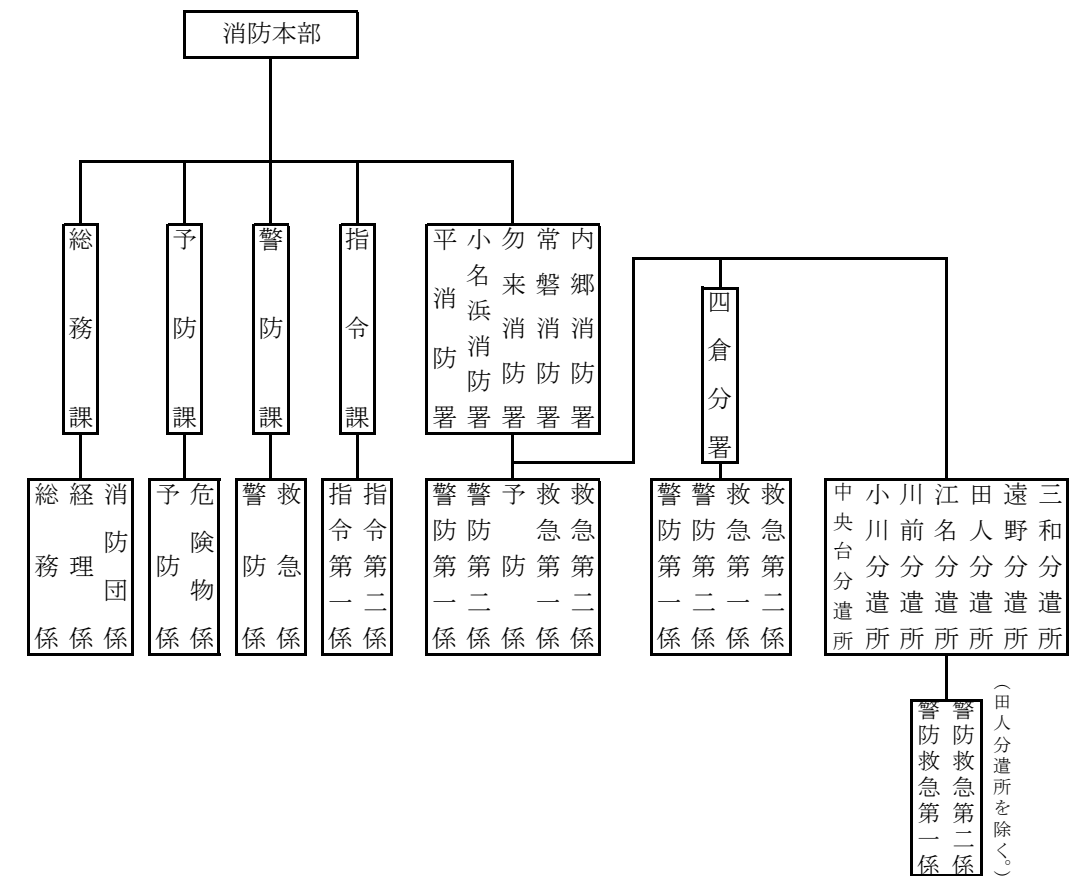 消防本部
総務課
予防課
警防課
指令課
平消防署
小名浜消防署
勿来消防署
常磐消防署
内郷消防署
四倉分署
総務係
経理係
消防団係
予防係
危険物係
警防係
救急係
指令第一係
指令第二係
警防第一係
警防第二係
予防係
救急第一係
救急第二係
警防第一係
警防第二係
救急第一係
救急第二係
中央台分遣所
小川分遣所
川前分遣所
江名分遣所
田人分遣所
遠野分遣所
三和分遣所
警防救急第一係
警防救急第二係
（田人分遣所を除く。）